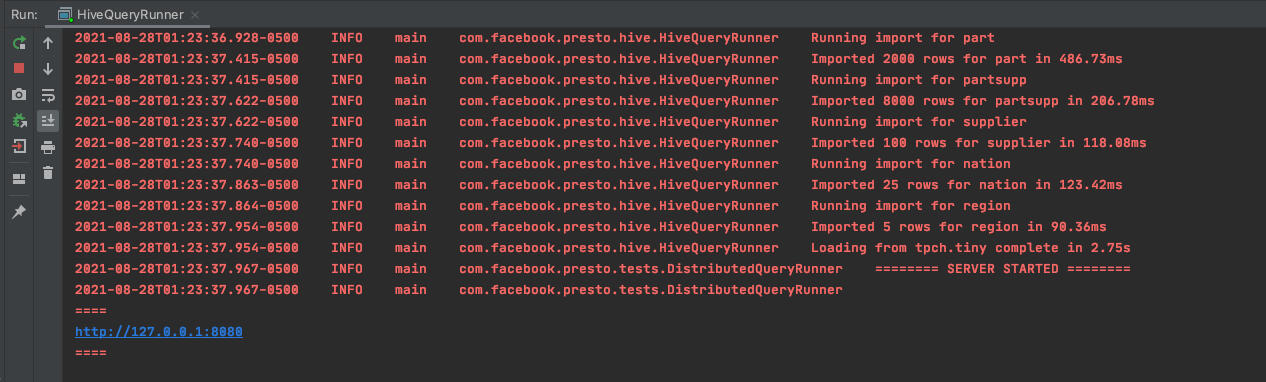 Run: HiveQueryRunner
2021-08-28T01:23:36.928-0500 INFO main com.facebook.presto.hive.HiveQueryRunner Running import for part
2021-08-28T01:23:37.415-0500 INFO main com.facebook.presto.hive.HiveQueryRunner Imported 2000 rows for part in 486.73ms
2021-08-28T01:23:37.415-0500 INFO main com.facebook.presto.hive.HiveQueryRunner Running import for partsupp
2021-08-28T01:23:37.622-0500 INFO main com.facebook.presto.hive.HiveQueryRunner Imported 8000 rows for partsupp in 206.78ms
2021-08-28T01:23:37.622-0500 INFO main com.facebook.presto.hive.HiveQueryRunner Running import for supplier
2021-08-28T01:23:37.740-0500 INFO main com.facebook.presto.hive.HiveQueryRunner Imported 100 rows for supplier in 118.08ms
2021-08-28T01:23:37.740-0500 INFO main com.facebook.presto.hive.HiveQueryRunner Running import for nation
2021-08-28T01:23:37.863-0500 INFO main com.facebook.presto.hive.HiveQueryRunner Imported 25 rows for nation in 123.42ms
2021-08-28T01:23:37.864-0500 INFO main com.facebook.presto.hive.HiveQueryRunner Running import for region
2021-08-28T01:23:37.954-0500 INFO main com.facebook.presto.hive.HiveQueryRunner Imported 5 rows for region in 90.36ms
2021-08-28T01:23:37.954-0500 INFO main com.facebook.presto.hive.HiveQueryRunner Loading from tpch.tiny complete in 2.75s
2021-08-28T01:23:37.967-0500 INFO main com.facebook.presto.tests.DistributedQueryRunner ======== SERVER STARTED ========
2021-08-28T01:23:37.967-0500 INFO main com.facebook.presto.tests.DistributedQueryRunner
====
http://127.0.0.1:8080
====